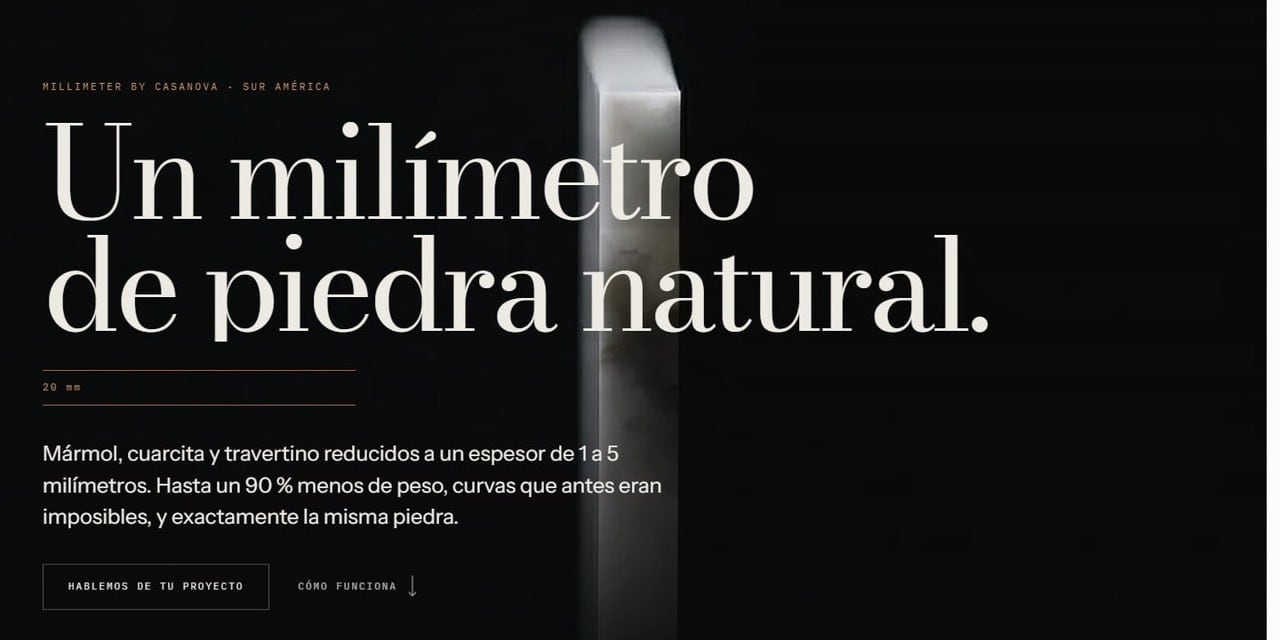 MILLIMETER BY CASANOVA · SUR AMÉRICA
Un milímetro
de piedra natural.
20 mm
Mármol, cuarcita y travertino reducidos a un espesor de 1 a 5
milímetros. Hasta un 90 % menos de peso, curvas que antes eran
imposibles, y exactamente la misma piedra.
HABLEMOS DE TU PROYECTO
CÓMO FUNCIONA ↓